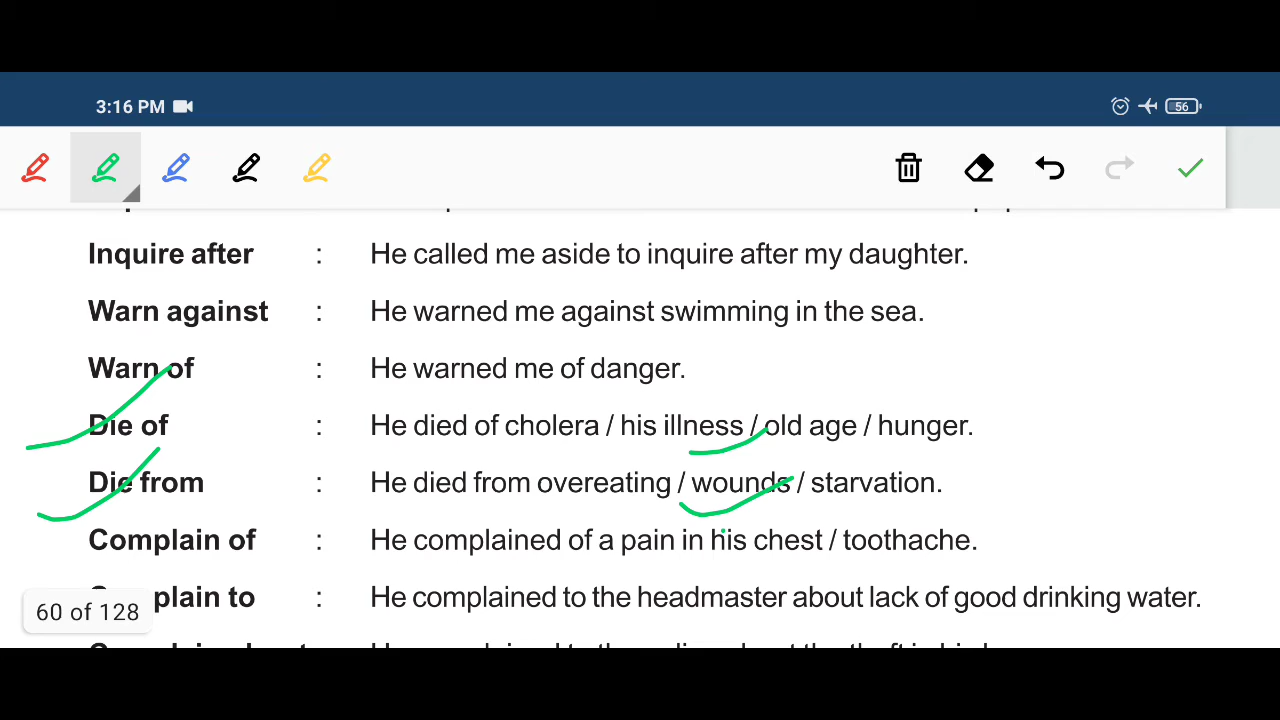 3:16 PM 56
Inquire after : He called me aside to inquire after my daughter.
Warn against : He warned me against swimming in the sea.
Warn of : He warned me of danger.
Die of : He died of cholera / his illness / old age / hunger.
Die from : He died from overeating / wounds / starvation.
Complain of : He complained of a pain in his chest / toothache.
plain to : He complained to the headmaster about lack of good drinking water.
60 of 128